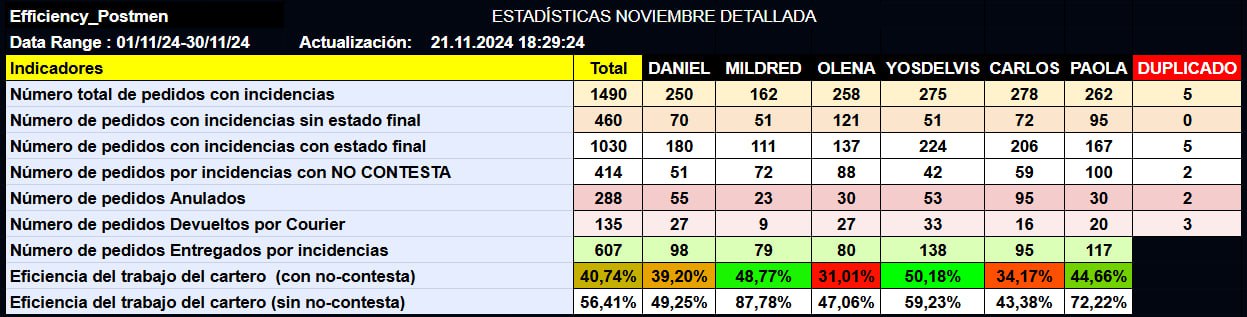 Efficiency_Postmen ESTADÍSTICAS NOVIEMBRE DETALLADA
Data Range : 01/11/24-30/11/24 Actualización: 21.11.2024 18:29:24
Indicadores Total DANIEL MILDRED OLENA YOSDELVIS CARLOS PAOLA DUPLICADO
Número total de pedidos con incidencias 1490 250 162 258 275 278 262 5
Número de pedidos con incidencias sin estado final 460 70 51 121 51 72 95 0
Número de pedidos con incidencias con estado final 1030 180 111 137 224 206 167 5
Número de pedidos por incidencias con NO CONTESTA 414 51 72 88 42 59 100 2
Número de pedidos Anulados 288 55 23 30 53 95 30 2
Número de pedidos Devueltos por Courier 135 27 9 27 33 16 20 3
Número de pedidos Entregados por incidencias 607 98 79 80 138 95 117
Eficiencia del trabajo del cartero (con no-contesta) 40,74% 39,20% 48,77% 31,01% 50,18% 34,17% 44,66%
Eficiencia del trabajo del cartero (sin no-contesta) 56,41% 49,25% 87,78% 47,06% 59,23% 43,38% 72,22%